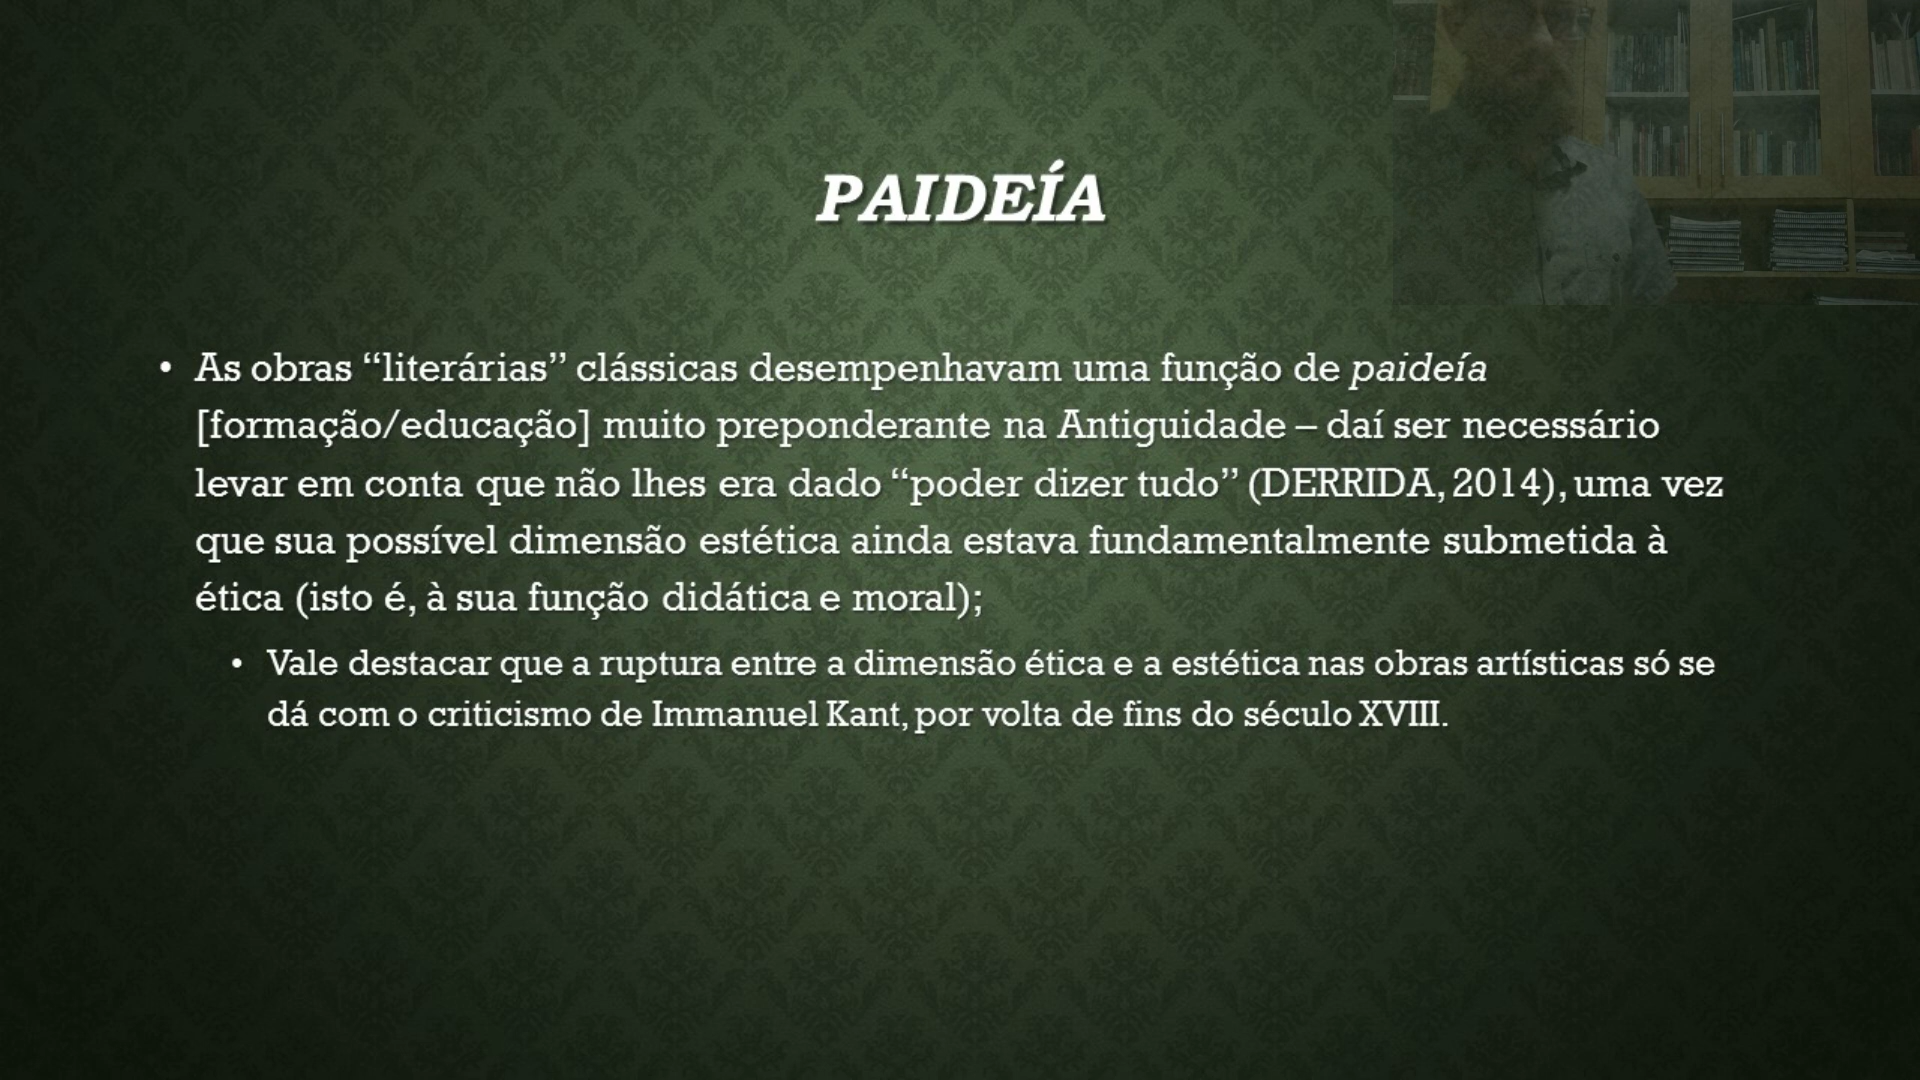 PAIDEÍA
• As obras “literárias” clássicas desempenhavam uma função de paideía
[formação/educação] muito preponderante na Antiguidade – daí ser necessário
levar em conta que não lhes era dado “poder dizer tudo” (DERRIDA, 2014), uma vez
que sua possível dimensão estética ainda estava fundamentalmente submetida à
ética (isto é, à sua função didática e moral);
• Vale destacar que a ruptura entre a dimensão ética e a estética nas obras artísticas só se
dá com o criticismo de Immanuel Kant, por volta de fins do século XVIII.